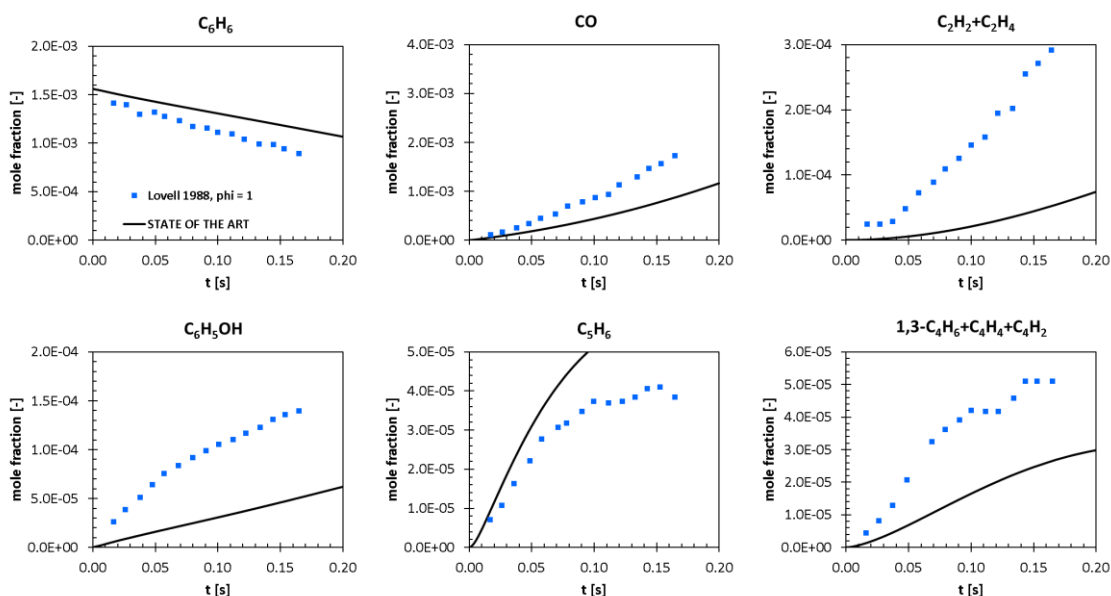 C₆H₆
2.0E-03
1.5E-03
1.0E-03
5.0E-04
0.0E+00
mole fraction [-]
Lovell 1988, phi = 1
STATE OF THE ART
0.00 0.05 0.10 0.15 0.20
t [s]
CO
4.0E-03
3.0E-03
2.0E-03
1.0E-03
0.0E+00
mole fraction [-]
0.00 0.05 0.10 0.15 0.20
t [s]
C₂H₂+C₂H₄
3.0E-04
2.0E-04
1.0E-04
0.0E+00
mole fraction [-]
0.00 0.05 0.10 0.15 0.20
t [s]
C₆H₅OH
2.0E-04
1.5E-04
1.0E-04
5.0E-05
0.0E+00
mole fraction [-]
0.00 0.05 0.10 0.15 0.20
t [s]
C₅H₆
5.0E-05
4.0E-05
3.0E-05
2.0E-05
1.0E-05
0.0E+00
mole fraction [-]
0.00 0.05 0.10 0.15 0.20
t [s]
1,3-C₄H₆+C₄H₄+C₄H₂
6.0E-05
5.0E-05
4.0E-05
3.0E-05
2.0E-05
1.0E-05
0.0E+00
mole fraction [-]
0.00 0.05 0.10 0.15 0.20
t [s]